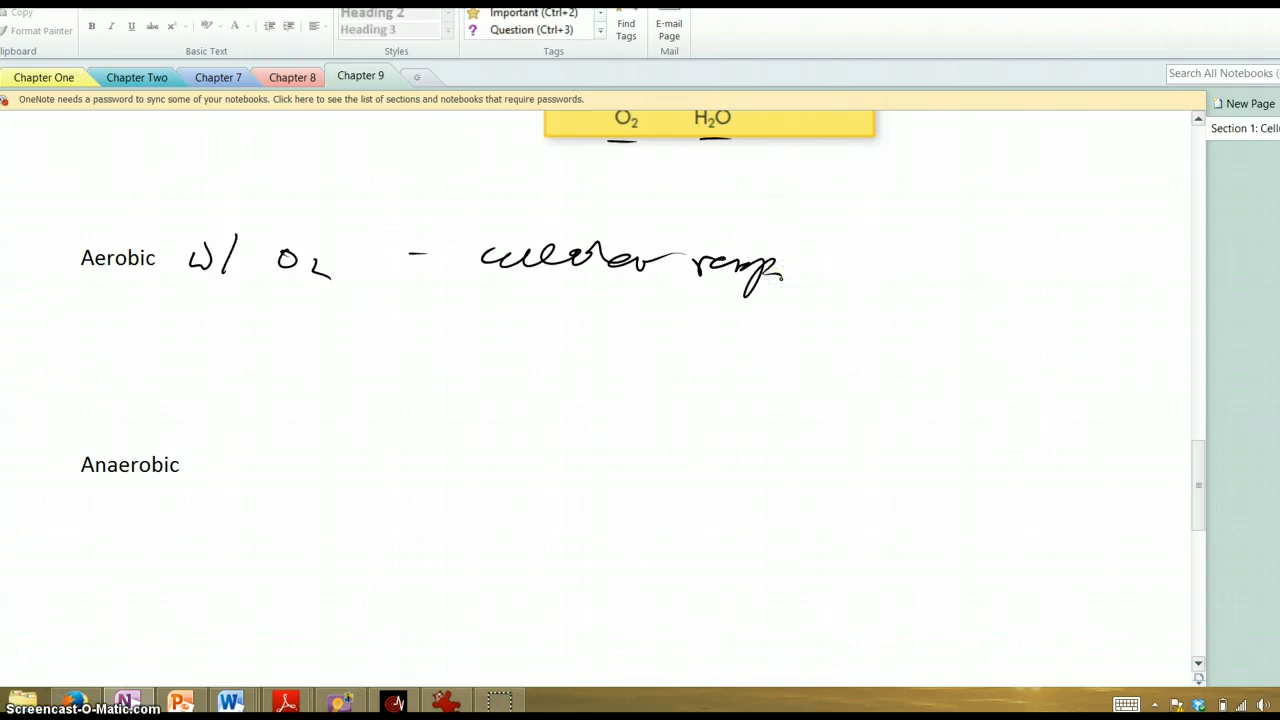 Copy
Format Painter
lipboard
B I U abc x² A
Basic Text
Heading 2
Heading 3
Styles
Important (Ctrl+2)
Question (Ctrl+3)
Tags
Find
Tags
E-mail
Page
Mail
Chapter One Chapter Two Chapter 7 Chapter 8 Chapter 9
Search All Notebooks (
OneNote needs a password to sync some of your notebooks. Click here to see the list of sections and notebooks that require passwords.
New Page
Section 1: Cellu
O₂ H₂O
Aerobic w/ O₂ - cellular resp.
Anaerobic
Screencast-O-Matic.com